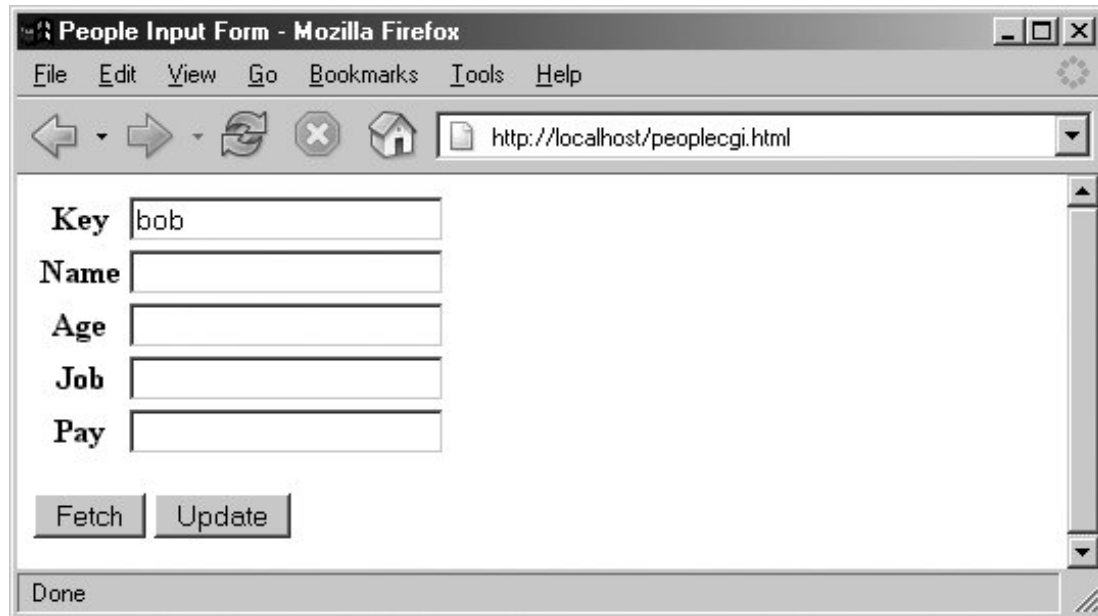 People Input Form - Mozilla Firefox
File Edit View Go Bookmarks Tools Help
http://localhost/peoplecgi.html
Key bob
Name
Age
Job
Pay
Fetch Update
Done